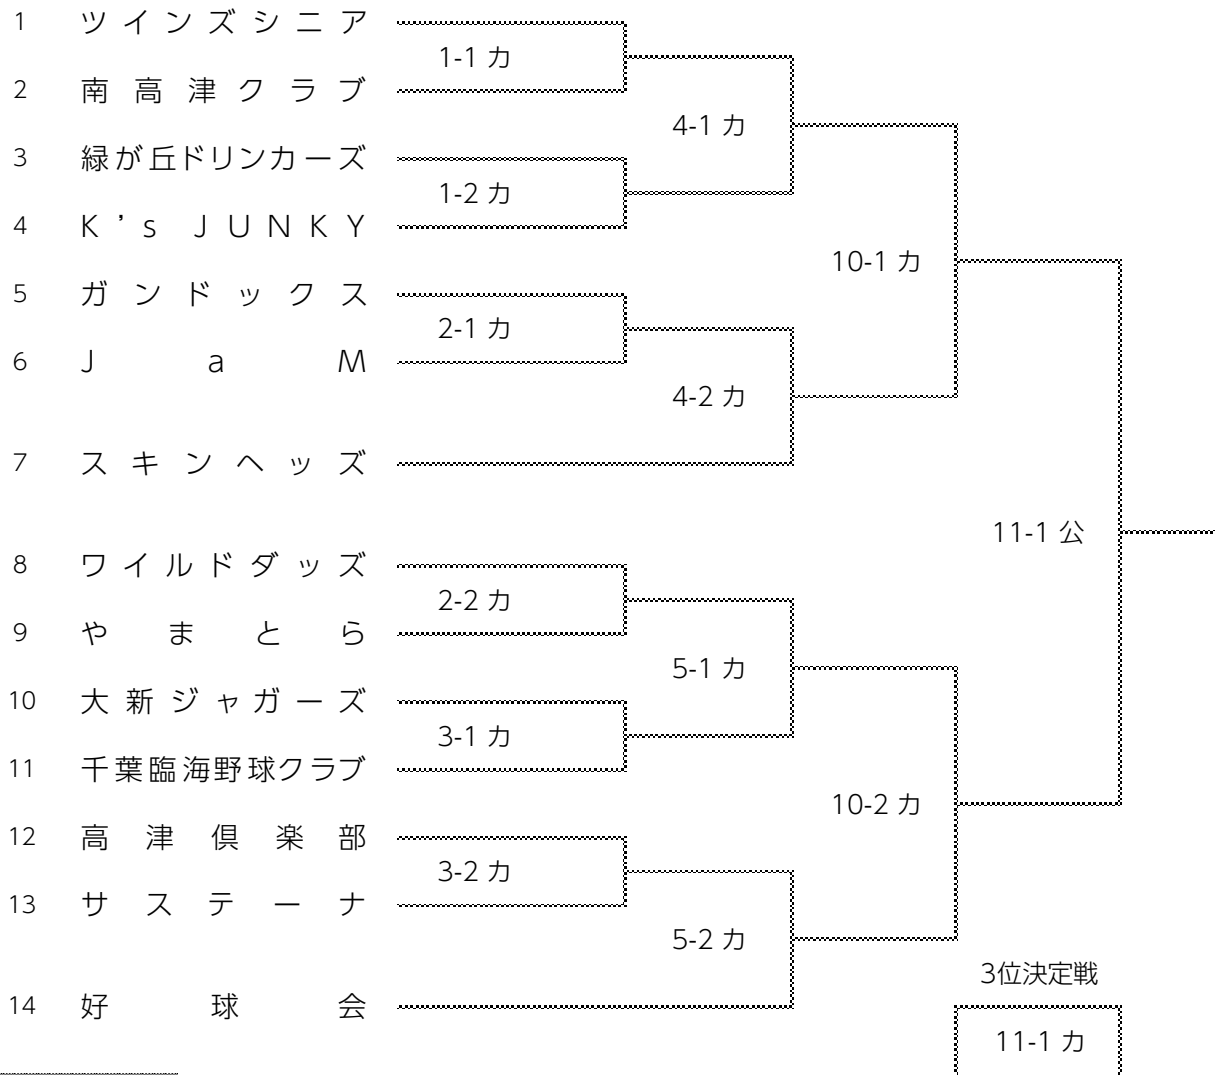 1 ツインズシニア
1-1 カ
2 南高津クラブ
4-1 カ
3 緑が丘ドリンカーズ
1-2 カ
4 K's JUNKY
10-1 カ
5 ガンドックス
2-1 カ
6 JaM
4-2 カ
7 スキンヘッズ
11-1 公
8 ワイルドダッズ
2-2 カ
9 やまとら
5-1 カ
10 大新ジャガーズ
3-1 カ
11 千葉臨海野球クラブ
10-2 カ
12 高津倶楽部
3-2 カ
13 サステーナ
5-2 カ
3位決定戦
14 好球会
11-1 カ